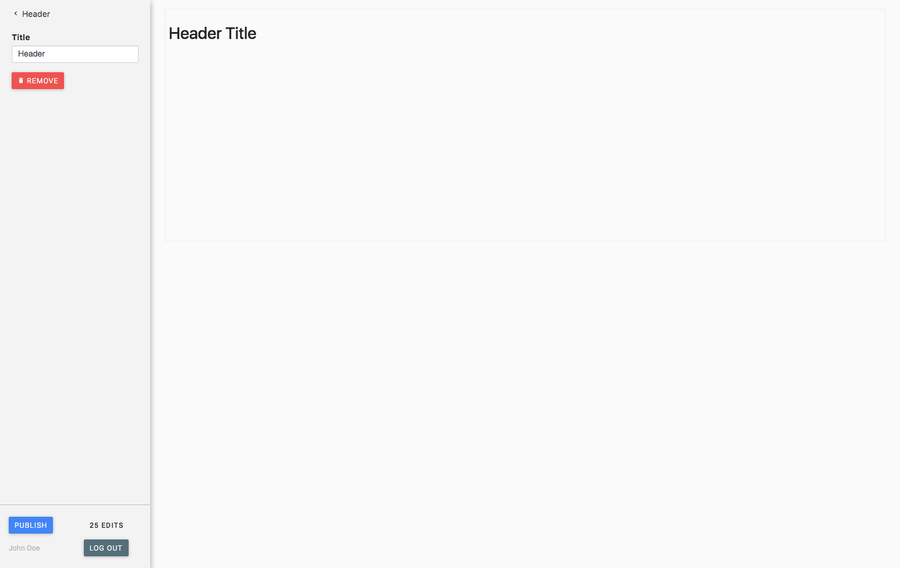 Header
Title
Header
REMOVE
PUBLISH
25 EDITS
John Doe
LOG OUT
Header Title